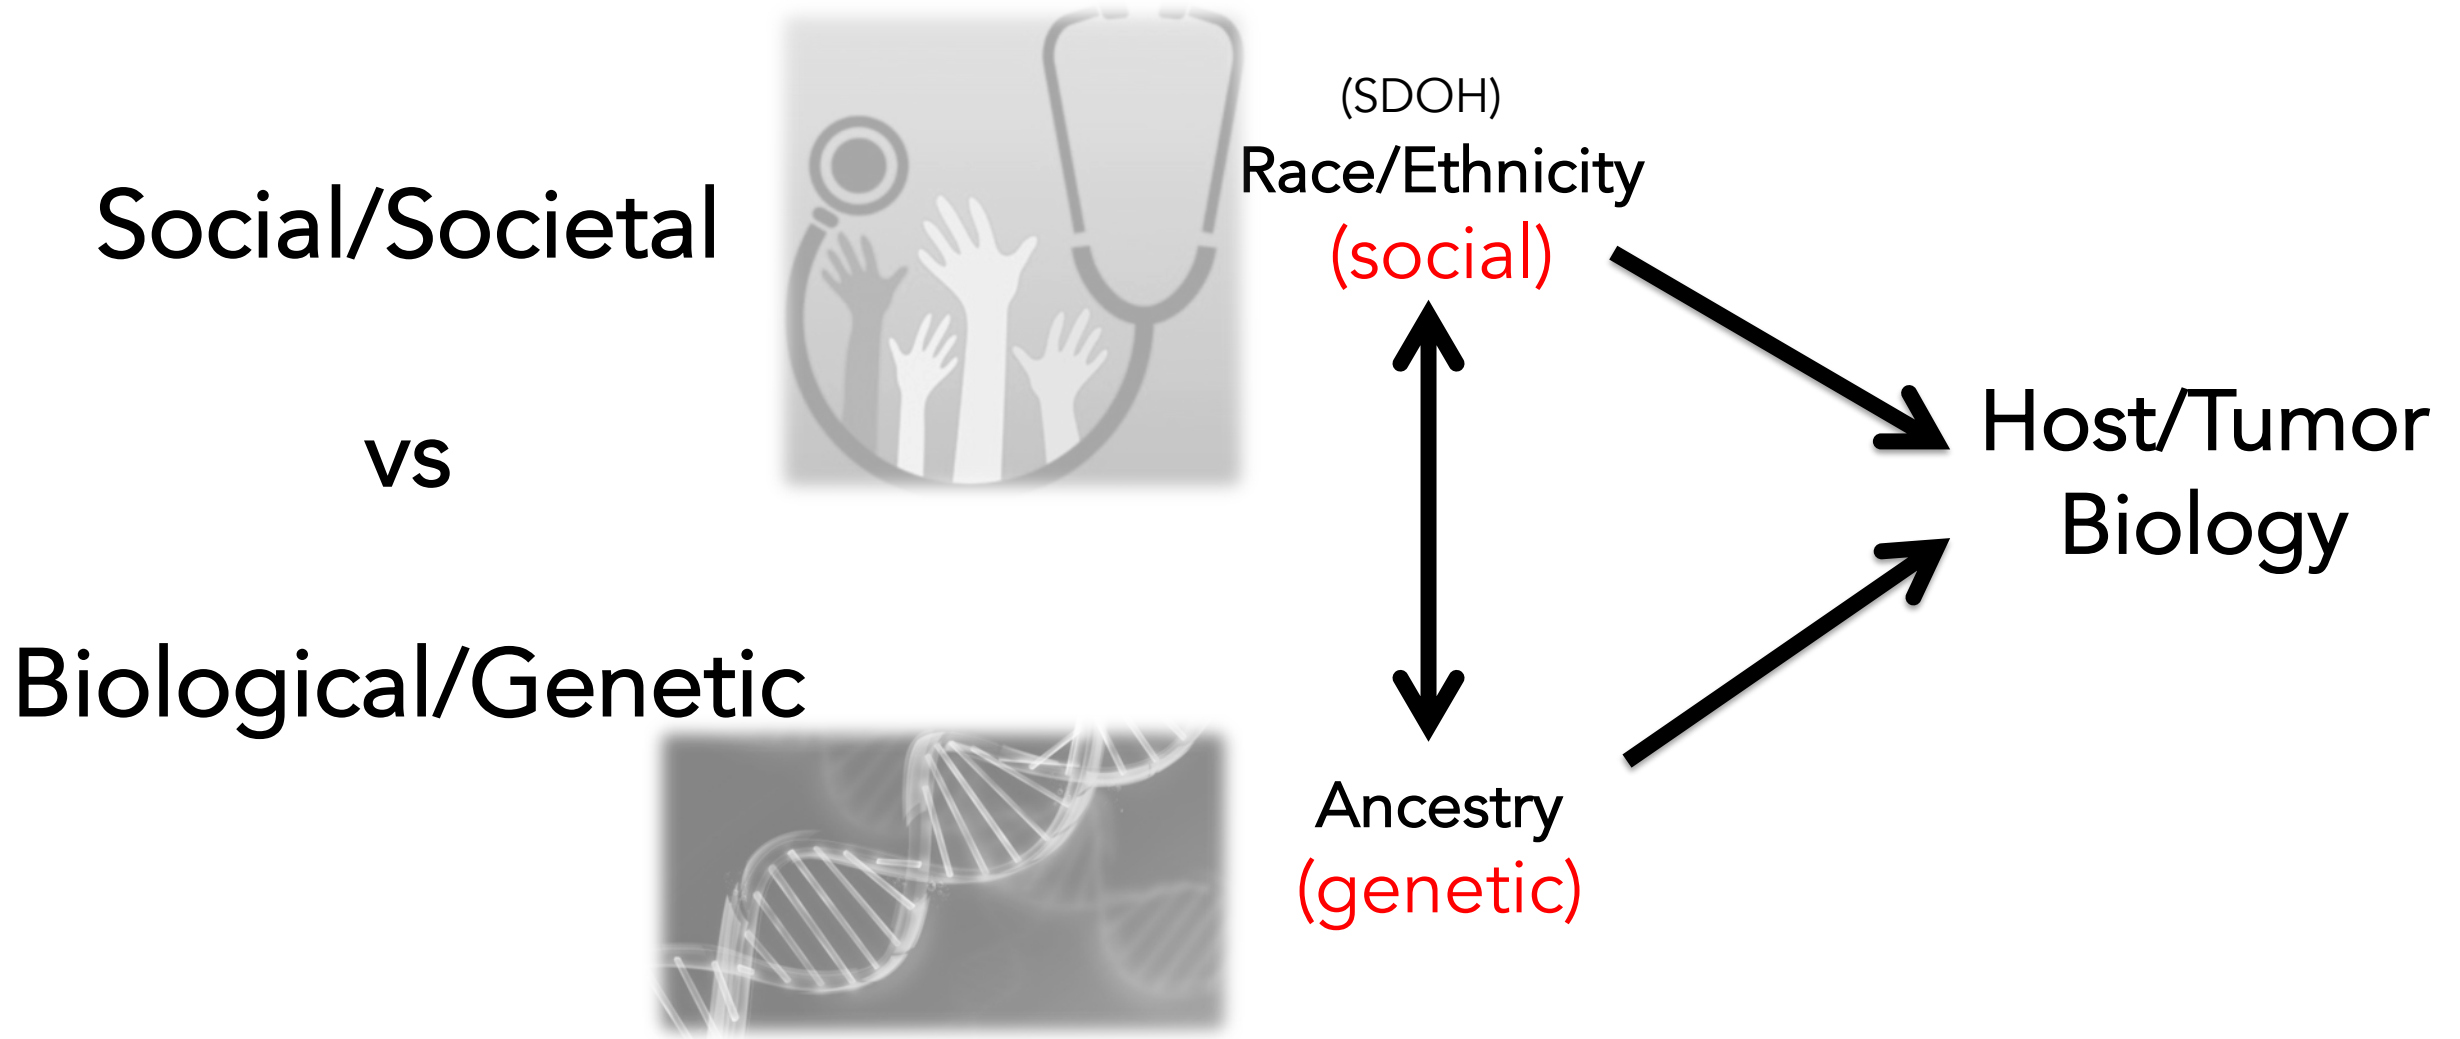 Social/Societal
vs
Biological/Genetic
(SDOH)
Race/Ethnicity
(social)
Ancestry
(genetic)
Host/Tumor
Biology